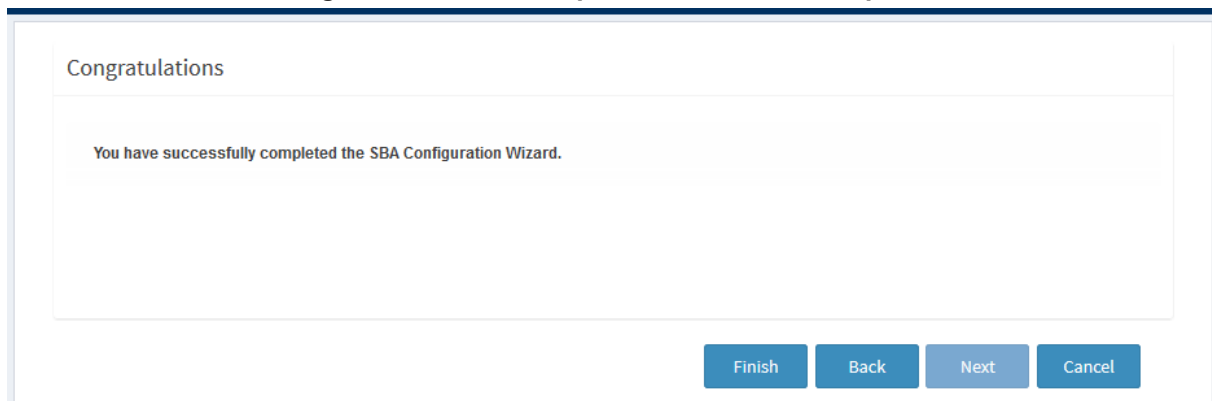 Congratulations
You have successfully completed the SBA Configuration Wizard.
Finish Back Next Cancel